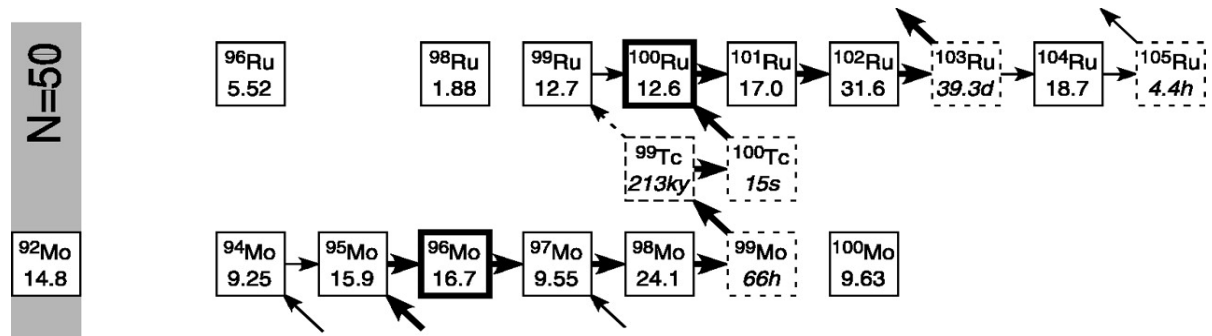 N=50
⁹⁶Ru
5.52
⁹⁸Ru
1.88
⁹⁹Ru
12.7
¹⁰⁰Ru
12.6
¹⁰¹Ru
17.0
¹⁰²Ru
31.6
¹⁰³Ru
39.3d
¹⁰⁴Ru
18.7
¹⁰⁵Ru
4.4h
⁹⁹Tc
213ky
¹⁰⁰Tc
15s
⁹²Mo
14.8
⁹⁴Mo
9.25
⁹⁵Mo
15.9
⁹⁶Mo
16.7
⁹⁷Mo
9.55
⁹⁸Mo
24.1
⁹⁹Mo
66h
¹⁰⁰Mo
9.63